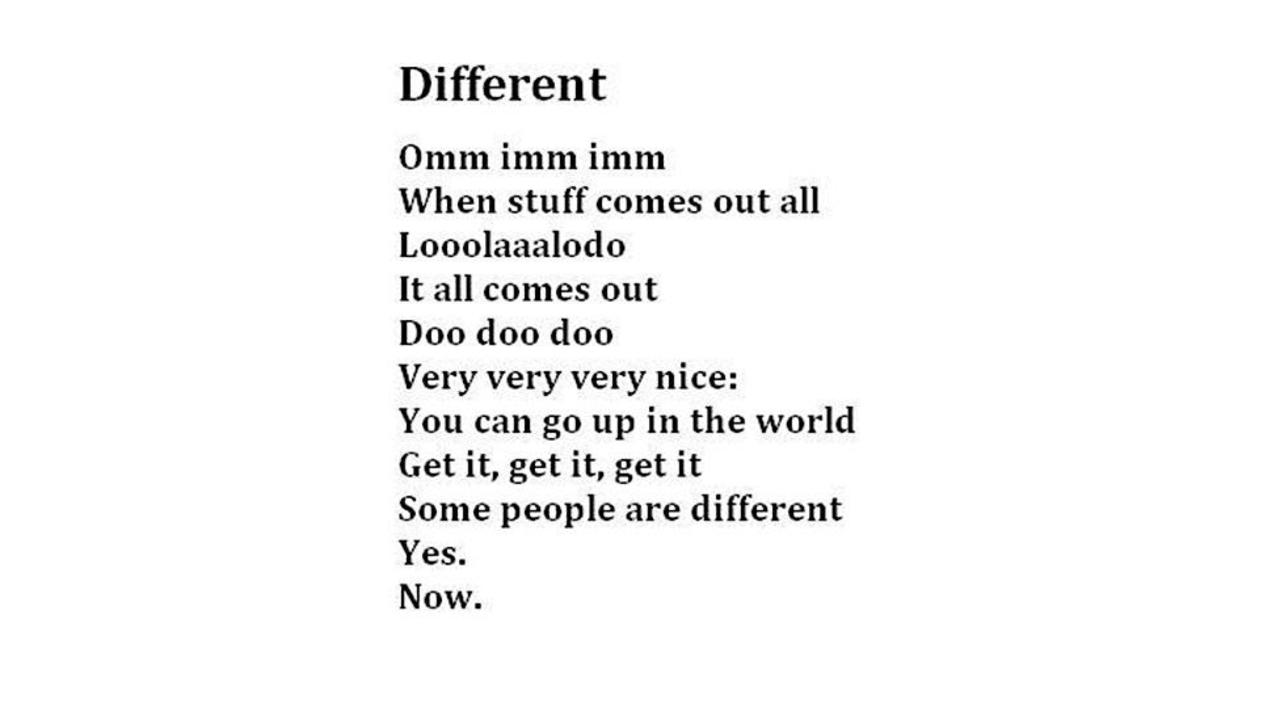 Different
Omm imm imm
When stuff comes out all
Looolaaalodo
It all comes out
Doo doo doo
Very very very nice:
You can go up in the world
Get it, get it, get it
Some people are different
Yes.
Now.